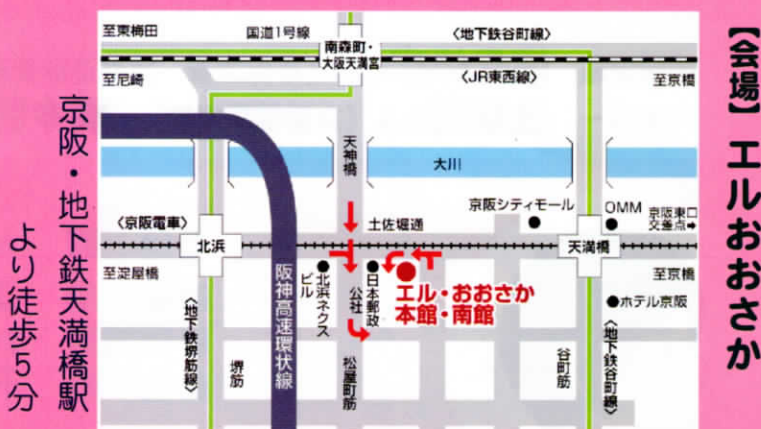 【会場】エルおおさか
至東梅田
国道1号線
〈地下鉄谷町線〉
南森町・
大阪天満宮
至尼崎
〈JR東西線〉
至京橋
天神橋
大川
京阪シティモール
OMM
京阪東口
交差点→
〈京阪電車〉
土佐堀通
北浜
天満橋
至淀屋橋
至京橋
北浜ネクス
ビル
日本郵政
公社
エル・おおさか
本館・南館
ホテル京阪
阪神高速環状線
〈地下鉄堺筋線〉
堺筋
松屋町筋
谷町筋
〈地下鉄谷町線〉
京阪・地下鉄天満橋駅
より徒歩5分